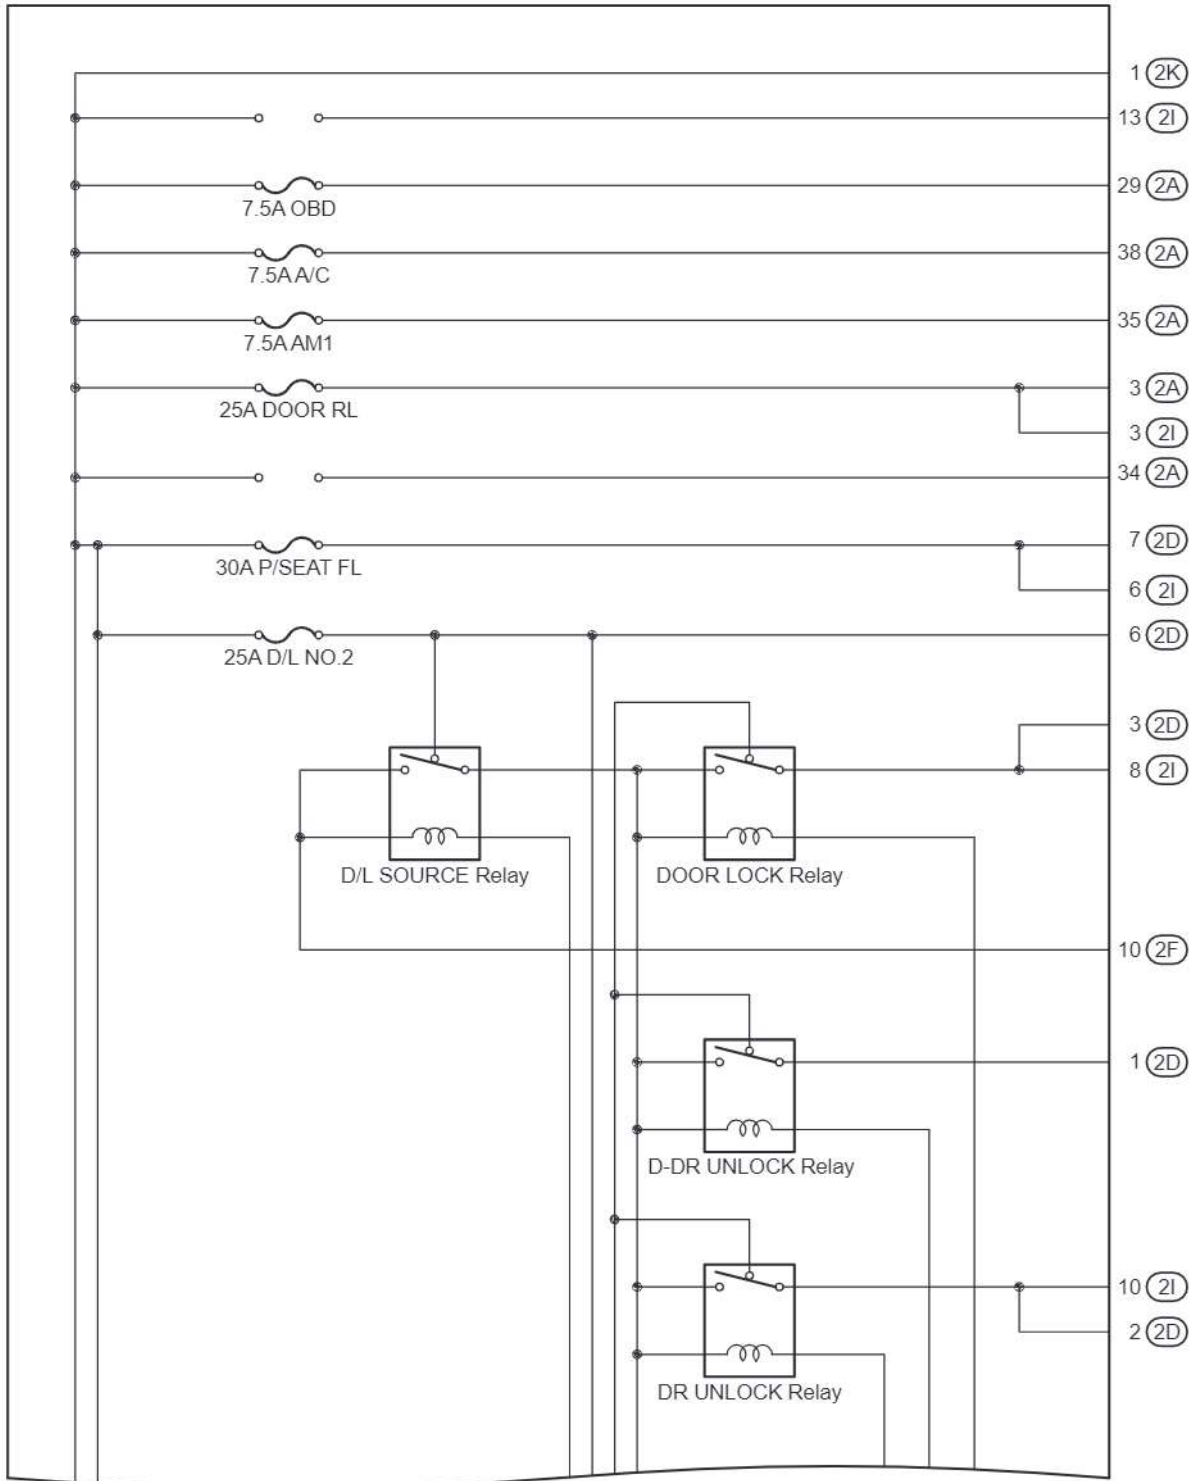 1 2K
13 2I
29 2A
7.5A OBD
38 2A
7.5A A/C
35 2A
7.5A AM1
3 2A
25A DOOR RL
3 2I
34 2A
7 2D
30A P/SEAT FL
6 2I
6 2D
25A D/L NO.2
3 2D
8 2I
D/L SOURCE Relay
DOOR LOCK Relay
10 2F
1 2D
D-DR UNLOCK Relay
10 2I
2 2D
DR UNLOCK Relay